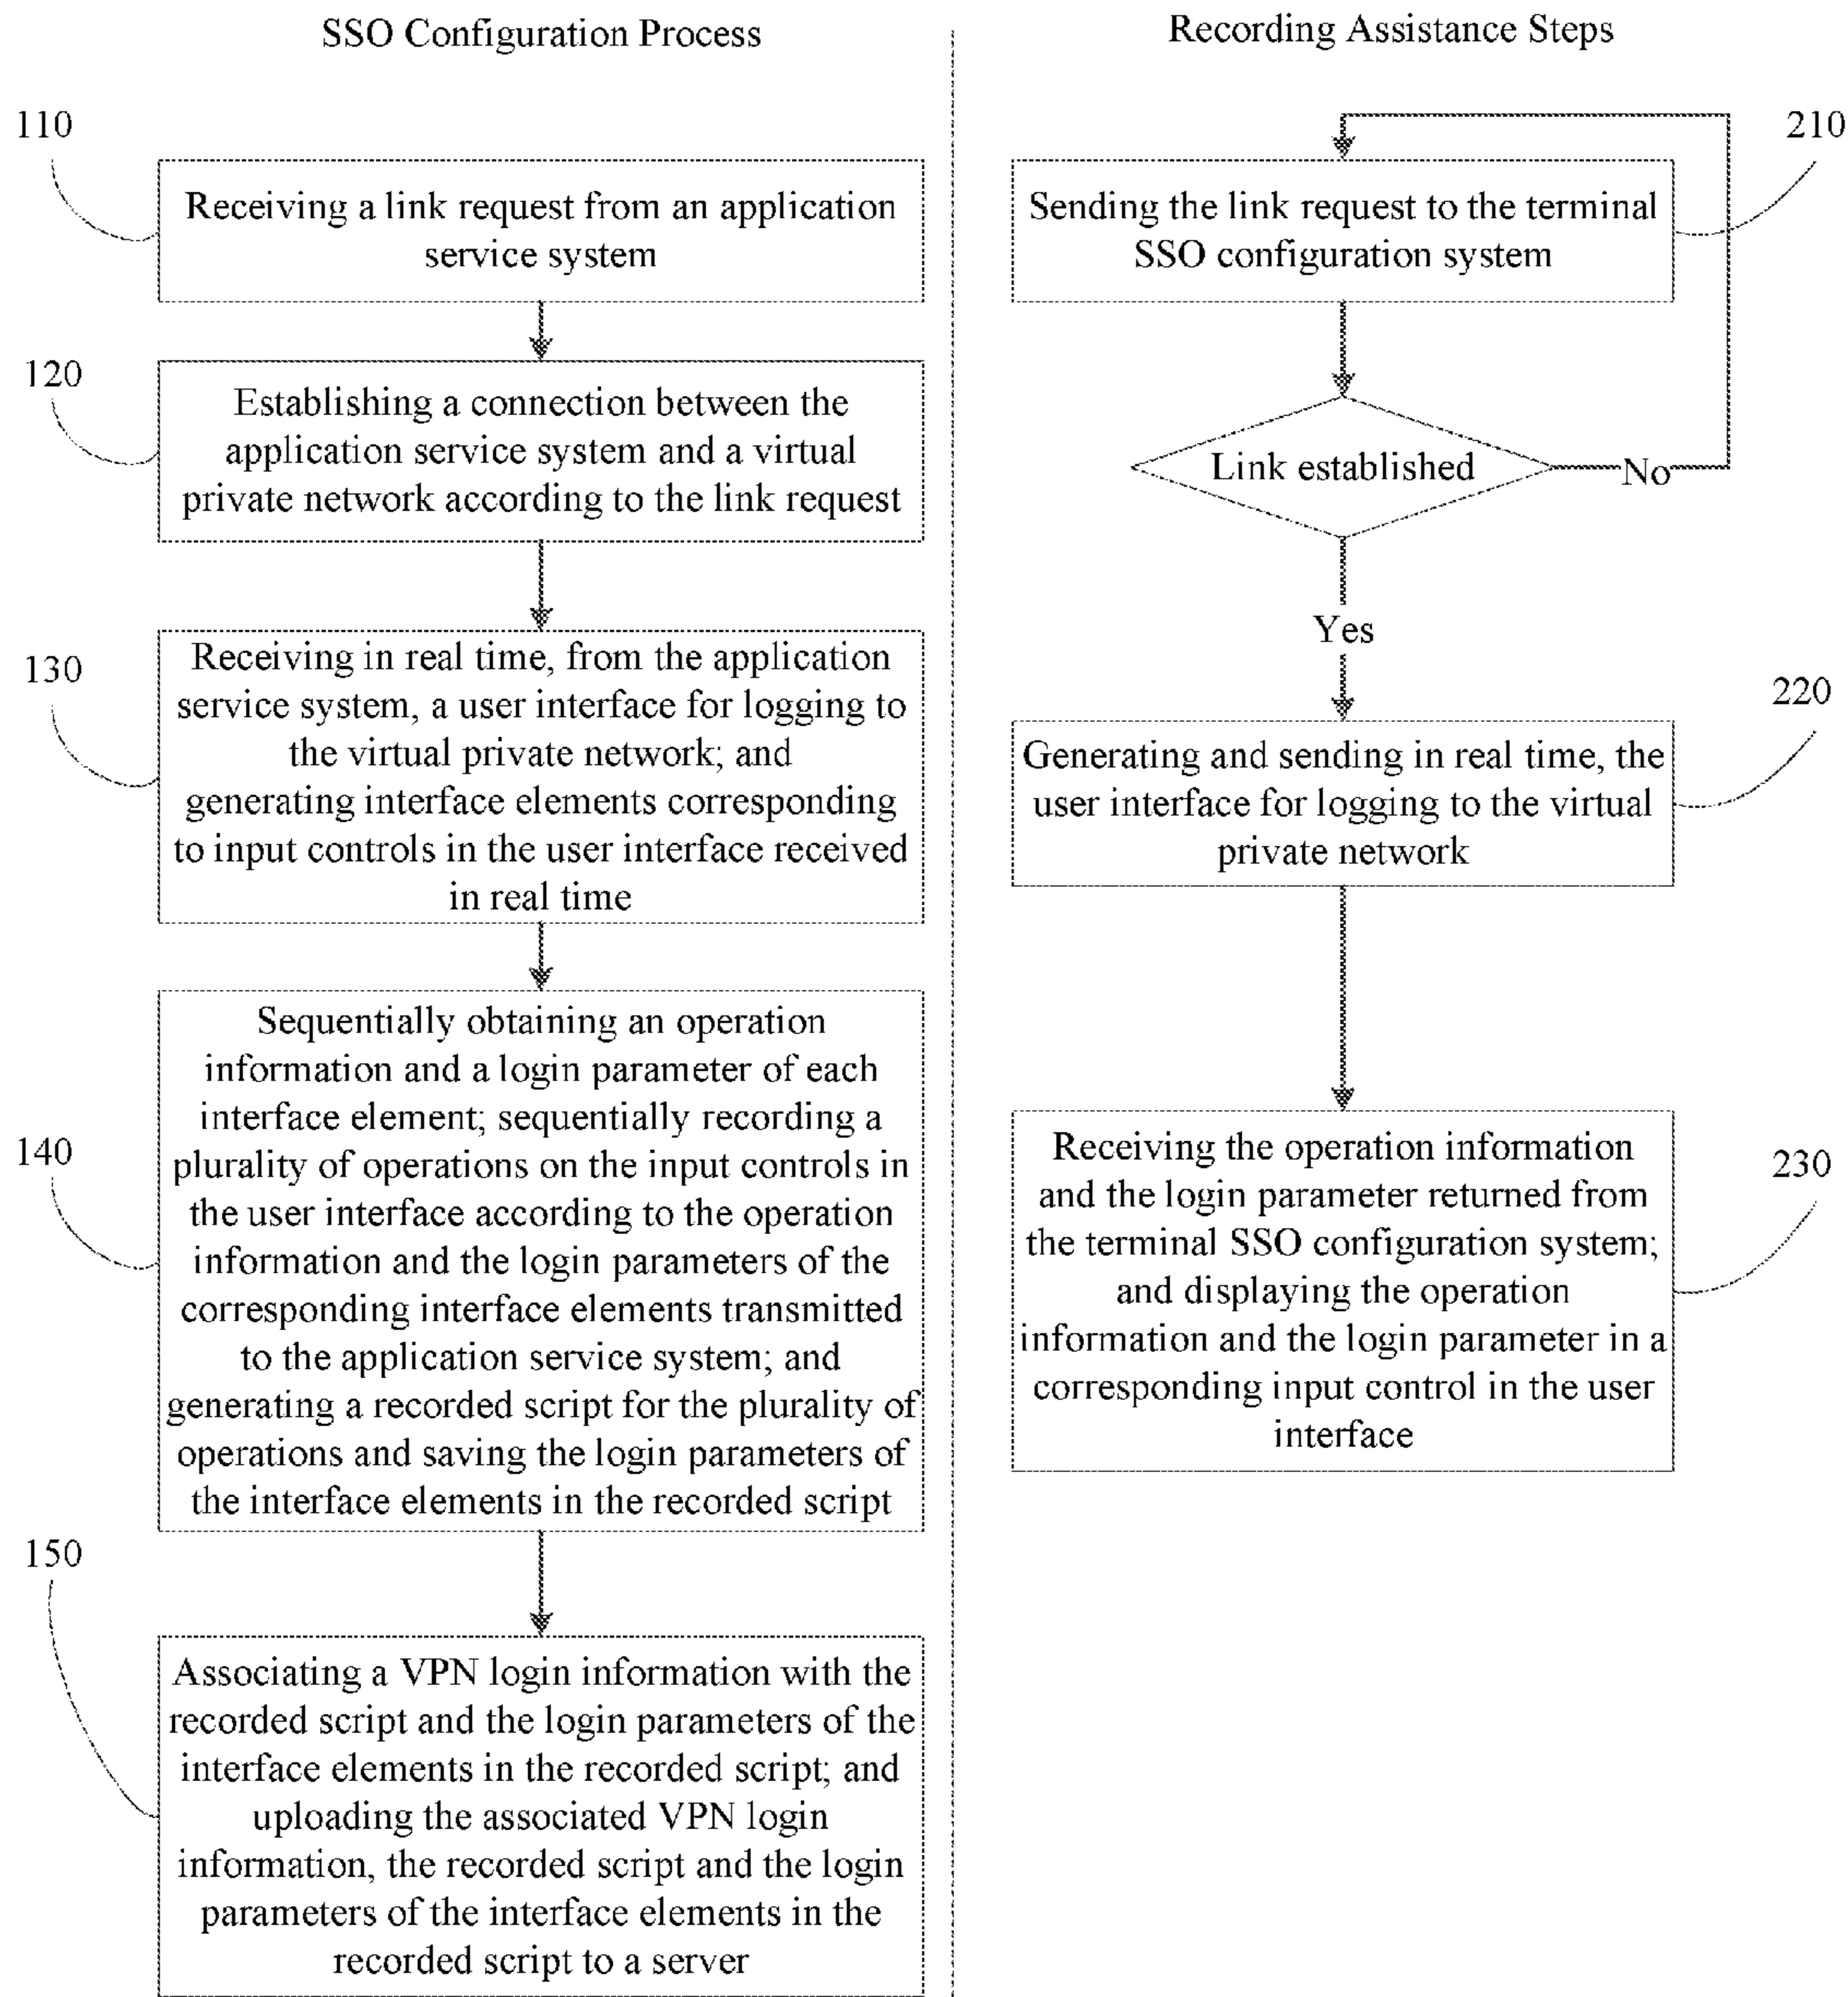 SSO Configuration Process
110
Receiving a link request from an application
service system
120
Establishing a connection between the
application service system and a virtual
private network according to the link request
130
Receiving in real time, from the application
service system, a user interface for logging to
the virtual private network; and
generating interface elements corresponding
to input controls in the user interface received
in real time
140
Sequentially obtaining an operation
information and a login parameter of each
interface element; sequentially recording a
plurality of operations on the input controls in
the user interface according to the operation
information and the login parameters of the
corresponding interface elements transmitted
to the application service system; and
generating a recorded script for the plurality of
operations and saving the login parameters of
the interface elements in the recorded script
150
Associating a VPN login information with the
recorded script and the login parameters of the
interface elements in the recorded script; and
uploading the associated VPN login
information, the recorded script and the login
parameters of the interface elements in the
recorded script to a server
Recording Assistance Steps
210
Sending the link request to the terminal
SSO configuration system
Link established
No
Yes
220
Generating and sending in real time, the
user interface for logging to the virtual
private network
230
Receiving the operation information
and the login parameter returned from
the terminal SSO configuration system;
and displaying the operation
information and the login parameter in a
corresponding input control in the user
interface